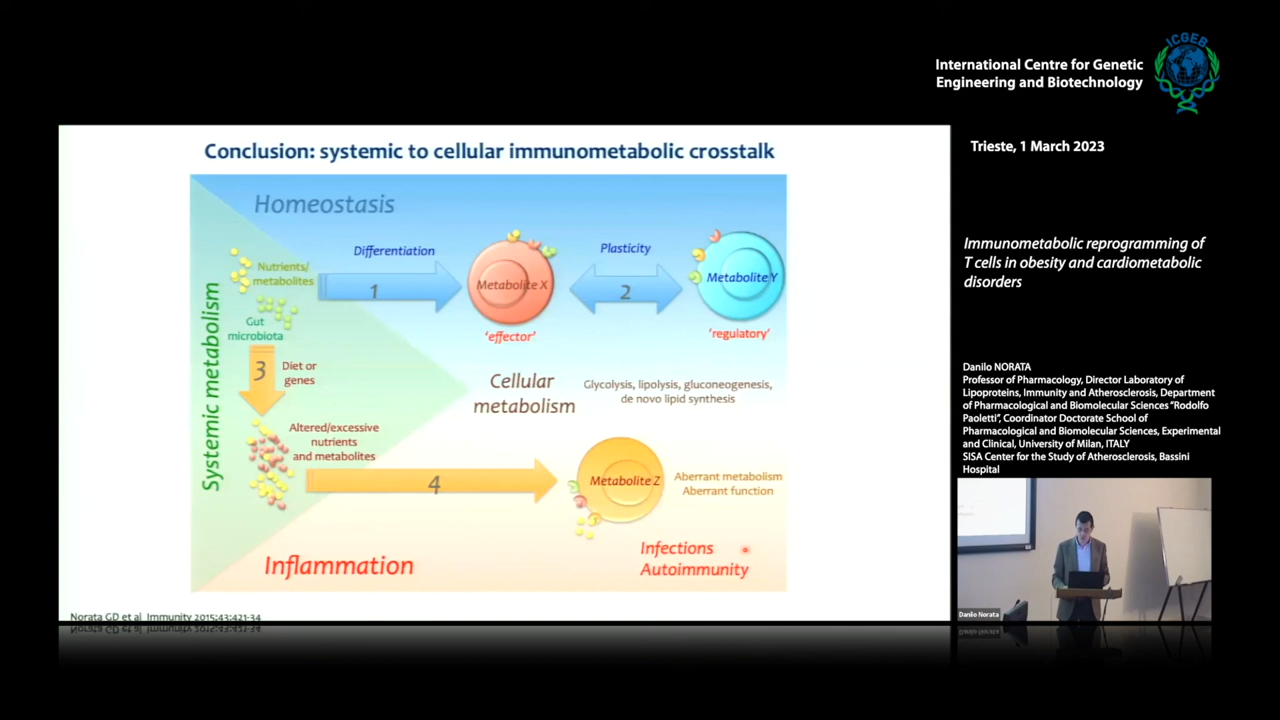 ICGEB
International Centre for Genetic
Engineering and Biotechnology
Trieste, 1 March 2023
Immunometabolic reprogramming of
T cells in obesity and cardiometabolic
disorders
Danilo NORATA
Professor of Pharmacology, Director Laboratory of
Lipoproteins, Immunity and Atherosclerosis, Department
of Pharmacological and Biomolecular Sciences "Rodolfo
Paoletti", Coordinator Doctorate School of
Pharmacological and Biomolecular Sciences, Experimental
and Clinical, University of Milan, ITALY
SISA Center for the Study of Atherosclerosis, Bassini
Hospital
Danilo Norata
Conclusion: systemic to cellular immunometabolic crosstalk
Homeostasis
Systemic metabolism
Nutrients/
metabolites
Gut
microbiota
Differentiation
1
Metabolite X
'effector'
Plasticity
2
Metabolite Y
'regulatory'
3
Diet or
genes
Cellular
metabolism
Glycolysis, lipolysis, gluconeogenesis,
de novo lipid synthesis
Altered/excessive
nutrients
and metabolites
4
Metabolite Z
Aberrant metabolism
Aberrant function
Inflammation
Infections
Autoimmunity
Norata GD et al Immunity 2015;43:421-34